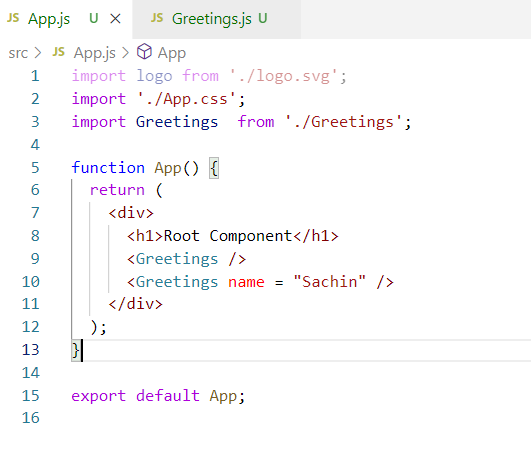 JS App.js U × JS Greetings.js U
src > JS App.js > App
1 import logo from './logo.svg';
2 import './App.css';
3 import Greetings  from './Greetings';
4
5 function App() {
6   return (
7     <div>
8       <h1>Root Component</h1>
9       <Greetings />
10       <Greetings name = "Sachin" />
11     </div>
12   );
13 }
14
15 export default App;
16